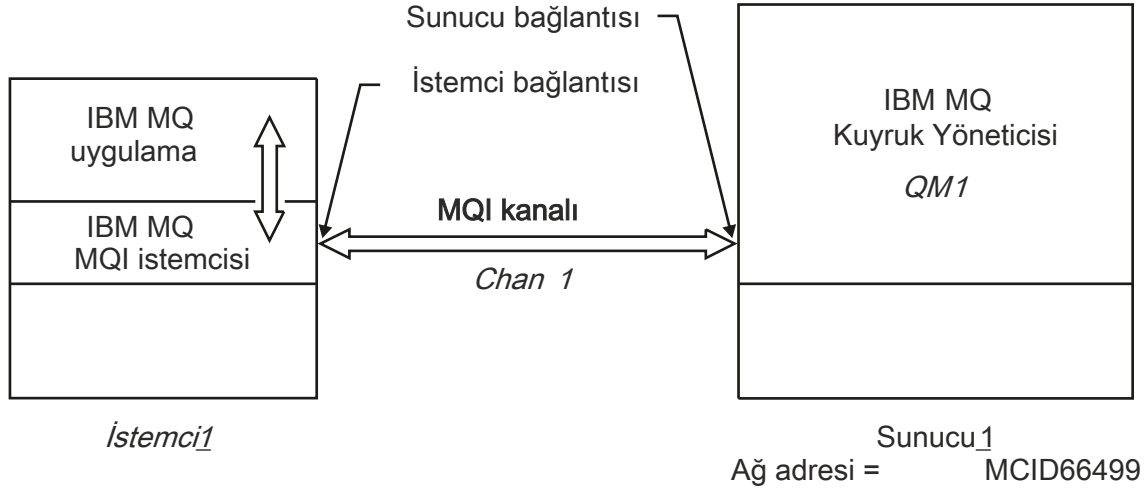 Sunucu bağlantısı
İstemci bağlantısı
IBM MQ
uygulama
IBM MQ
MQI istemcisi
MQI kanalı
Chan 1
IBM MQ
Kuyruk Yöneticisi
QM1
İstemci1
Sunucu1
Ağ adresi = MCID66499